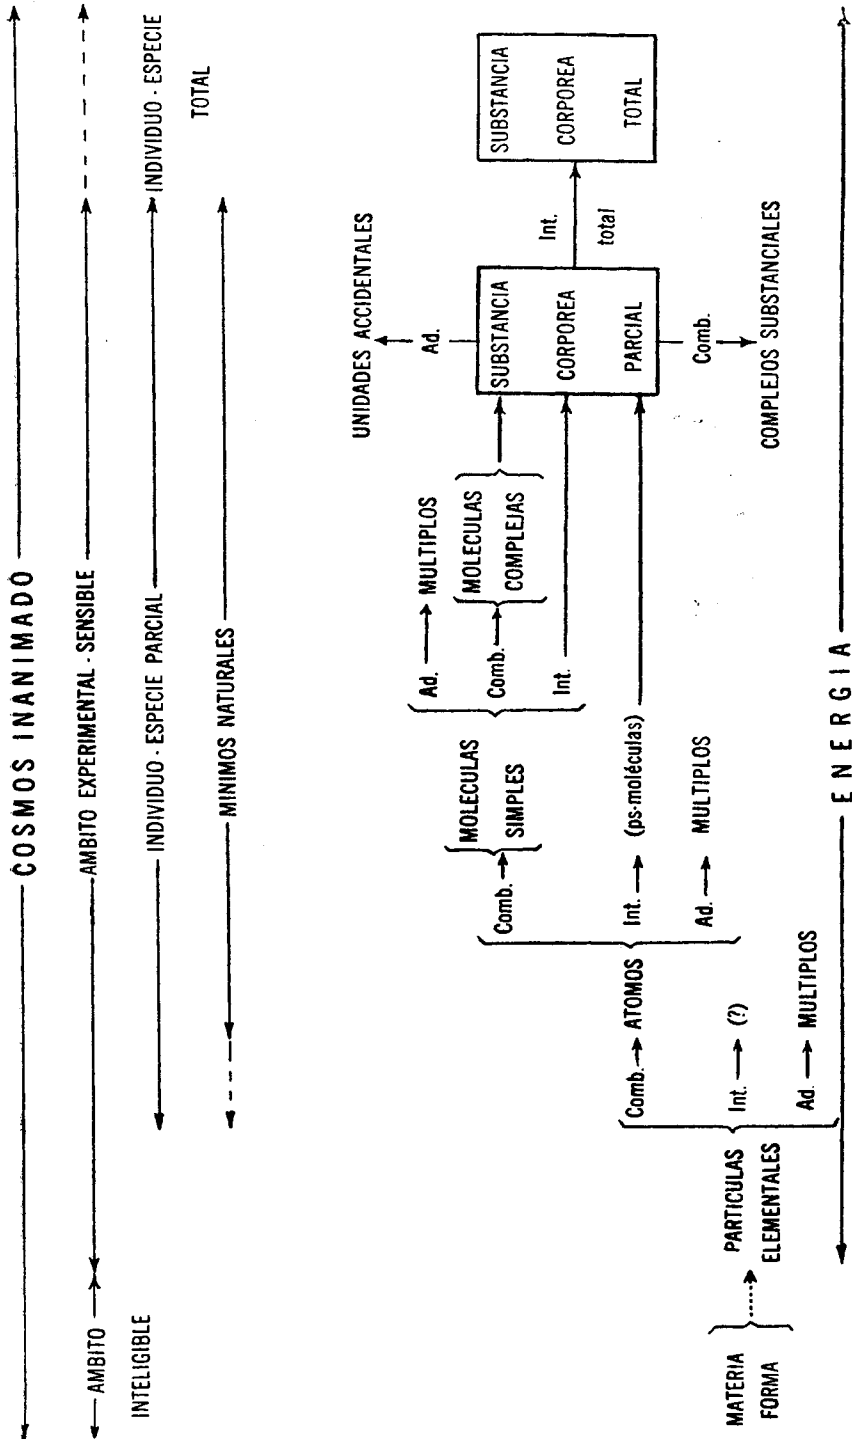 COSMOS INANIMADO
AMBITO
INTELIGIBLE
AMBITO EXPERIMENTAL - SENSIBLE
INDIVIDUO - ESPECIE PARCIAL
INDIVIDUO - ESPECIE
TOTAL
MINIMOS NATURALES
MATERIA
FORMA
PARTICULAS
ELEMENTALES
Comb.
ATOMOS
Int.
(?)
Ad.
MULTIPLOS
Comb.
MOLECULAS
SIMPLES
Int.
(ps-moléculas)
Ad.
MULTIPLOS
Ad.
MULTIPLOS
Comb.
MOLECULAS
COMPLEJAS
Int.
UNIDADES ACCIDENTALES
Ad.
SUBSTANCIA
CORPOREA
PARCIAL
Comb.
COMPLEJOS SUBSTANCIALES
Int.
total
SUBSTANCIA
CORPOREA
TOTAL
ENERGIA